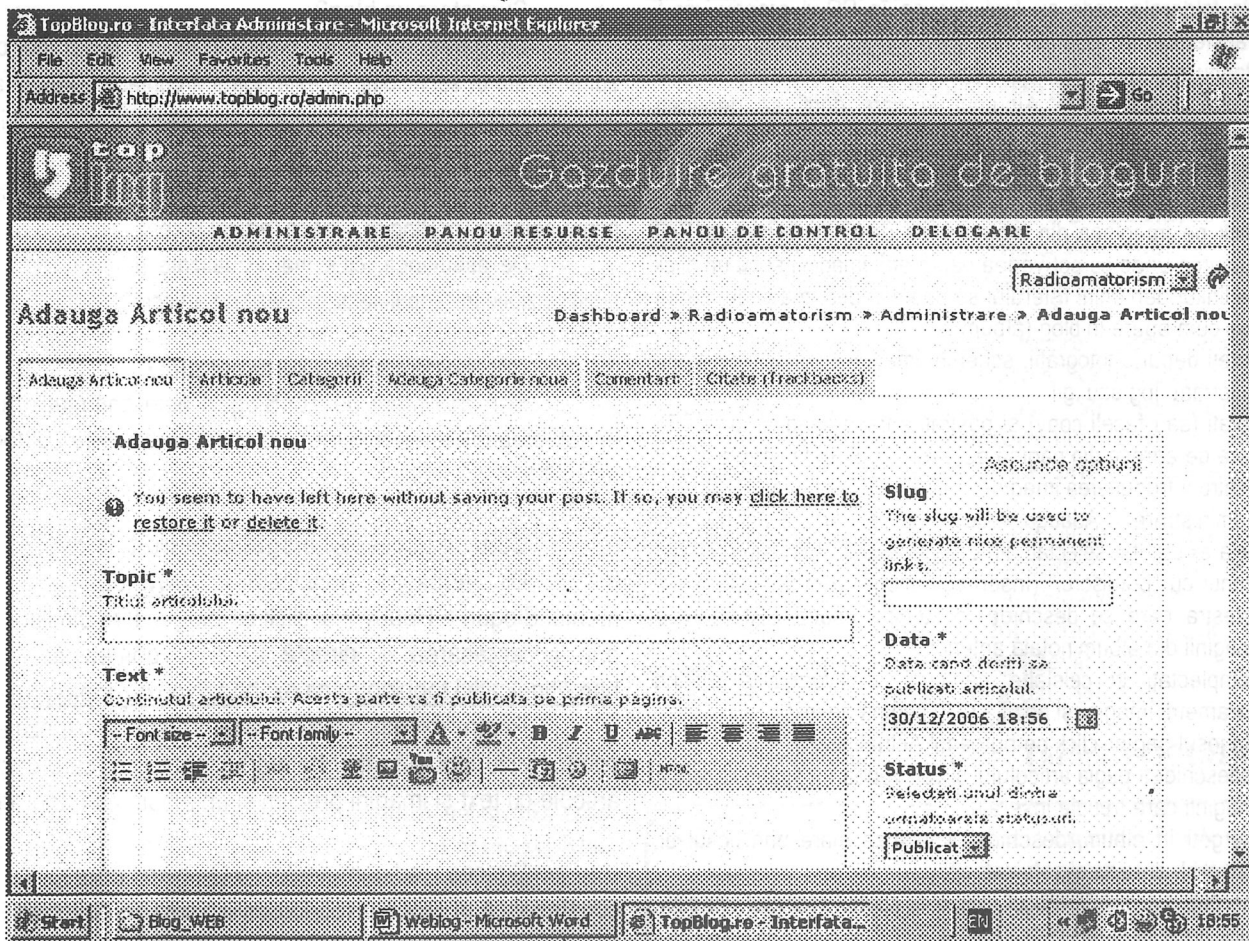 TopBlog.ro - Interfata Administare - Microsoft Internet Explorer
File Edit View Favorites Tools Help
Address http://www.topblog.ro/admin.php Go
top
Gazduire gratuita de bloguri
ADMINISTRARE PANOU RESURSE PANOU DE CONTROL DELOGARE
Radioamatorism
Adauga Articol nou
Dashboard » Radioamatorism » Administrare » Adauga Articol nou
Adauga Articol nou Articole Categorii Adauga Categorie noua Comentarii Citate (Trackbacks)
Adauga Articol nou
You seem to have left here without saving your post. If so, you may click here to
restore it or delete it.
Topic *
Titlul articolului.
Text *
Continutul articolului. Acesta parte va fi publicata pe prima pagina.
-- Font size -- -- Font family -- A B I U ABC
You HTML
Ascunde optiuni
Slug
The slug will be used to
generate nice permanent
links.
Data *
Data cand doriti sa
publicati articolul.
30/12/2006 18:56
Status *
Selectati unul dintre
urmatoarele statusuri.
Publicat
Start Blog_WEB Weblog - Microsoft Word TopBlog.ro - Interfata... EN « 18:55